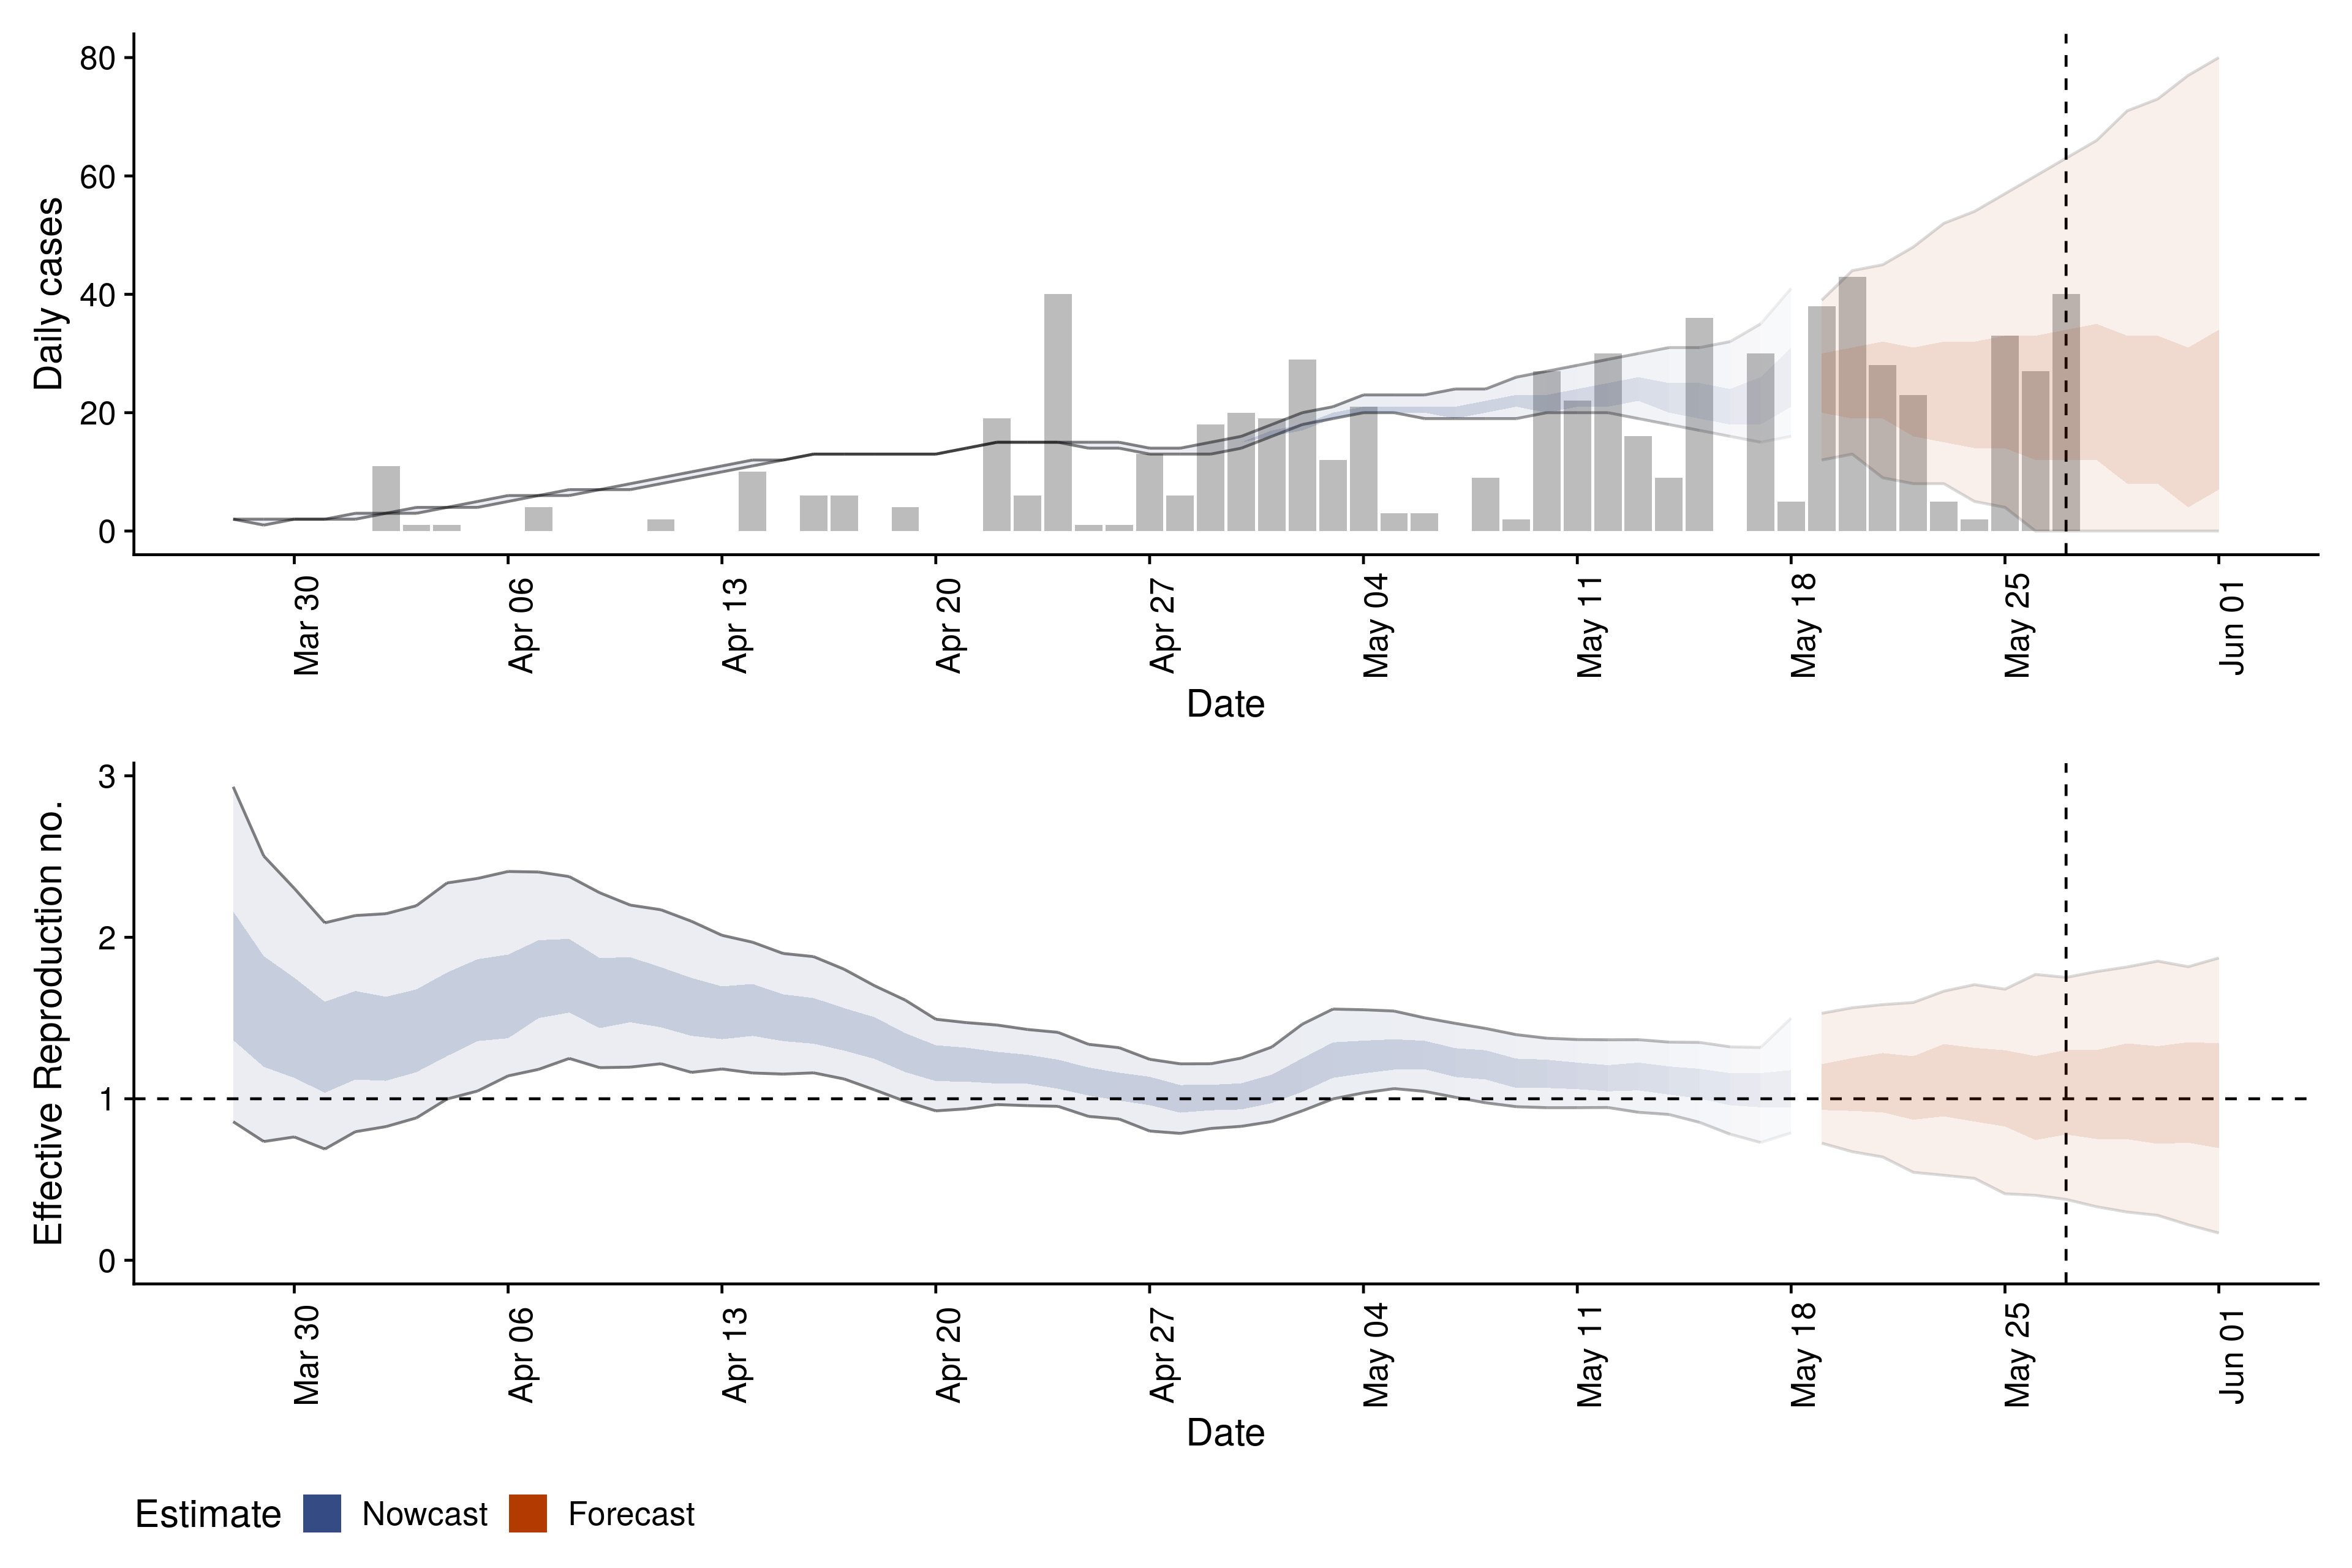 80
60
40
20
0
Daily cases
Mar 30
Apr 06
Apr 13
Apr 20
Apr 27
May 04
May 11
May 18
May 25
Jun 01
Date
3
2
1
0
Effective Reproduction no.
Mar 30
Apr 06
Apr 13
Apr 20
Apr 27
May 04
May 11
May 18
May 25
Jun 01
Date
Estimate Nowcast Forecast